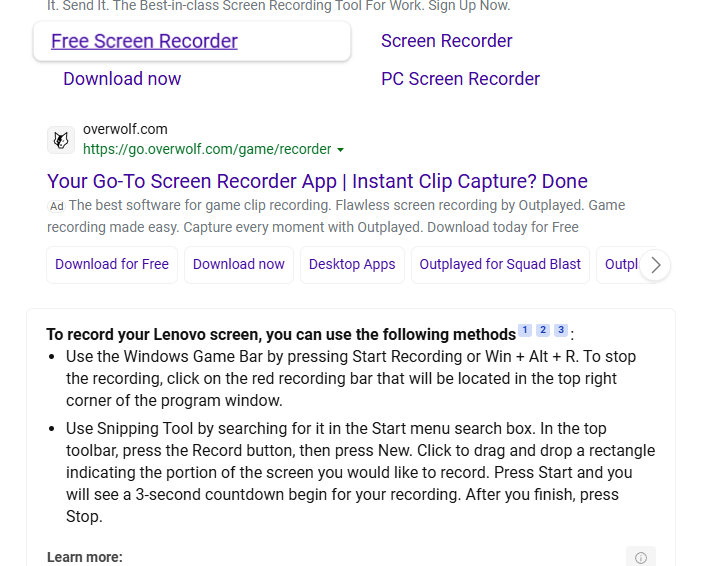 It. Send It. The Best-in-class Screen Recording Tool For Work. Sign Up Now.
Free Screen Recorder
Screen Recorder
Download now
PC Screen Recorder
overwolf.com
https://go.overwolf.com/game/recorder
Your Go-To Screen Recorder App | Instant Clip Capture? Done
Ad The best software for game clip recording. Flawless screen recording by Outplayed. Game
recording made easy. Capture every moment with Outplayed. Download today for Free
Download for Free
Download now
Desktop Apps
Outplayed for Squad Blast
Outpl
To record your Lenovo screen, you can use the following methods 1 2 3 :
• Use the Windows Game Bar by pressing Start Recording or Win + Alt + R. To stop
the recording, click on the red recording bar that will be located in the top right
corner of the program window.
• Use Snipping Tool by searching for it in the Start menu search box. In the top
toolbar, press the Record button, then press New. Click to drag and drop a rectangle
indicating the portion of the screen you would like to record. Press Start and you
will see a 3-second countdown begin for your recording. After you finish, press
Stop.
Learn more: